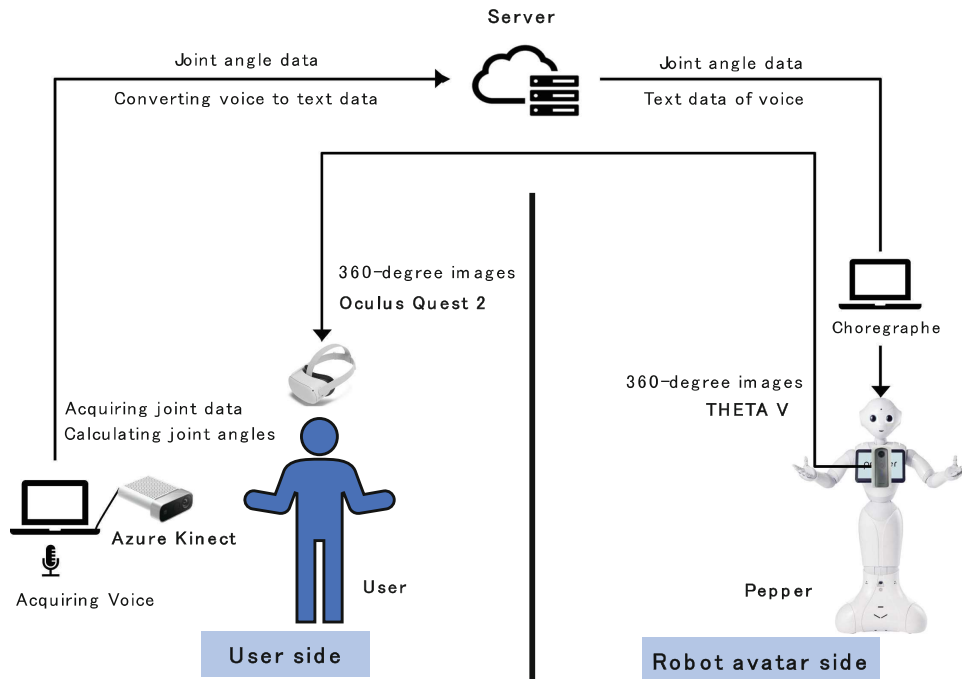 Server
Joint angle data
Converting voice to text data
Joint angle data
Text data of voice
360-degree images
Oculus Quest 2
Choregraphe
360-degree images
THETA V
Acquiring joint data
Calculating joint angles
Azure Kinect
Acquiring Voice
User
Pepper
User side
Robot avatar side